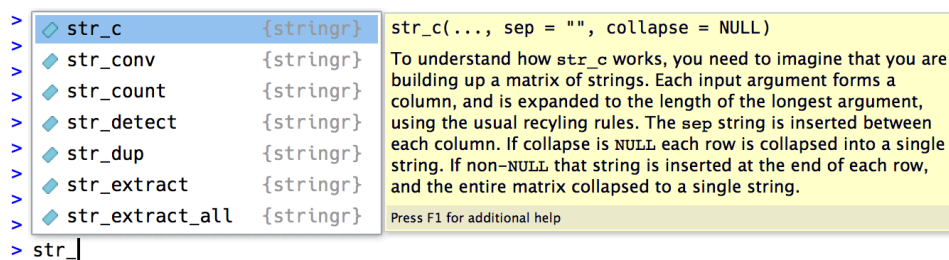 > str_c {stringr}
> str_conv {stringr}
> str_count {stringr}
> str_detect {stringr}
> str_dup {stringr}
> str_extract {stringr}
> str_extract_all {stringr}
>
>
> str_
str_c(..., sep = "", collapse = NULL)
To understand how str_c works, you need to imagine that you are
building up a matrix of strings. Each input argument forms a
column, and is expanded to the length of the longest argument,
using the usual recyling rules. The sep string is inserted between
each column. If collapse is NULL each row is collapsed into a single
string. If non-NULL that string is inserted at the end of each row,
and the entire matrix collapsed to a single string.
Press F1 for additional help